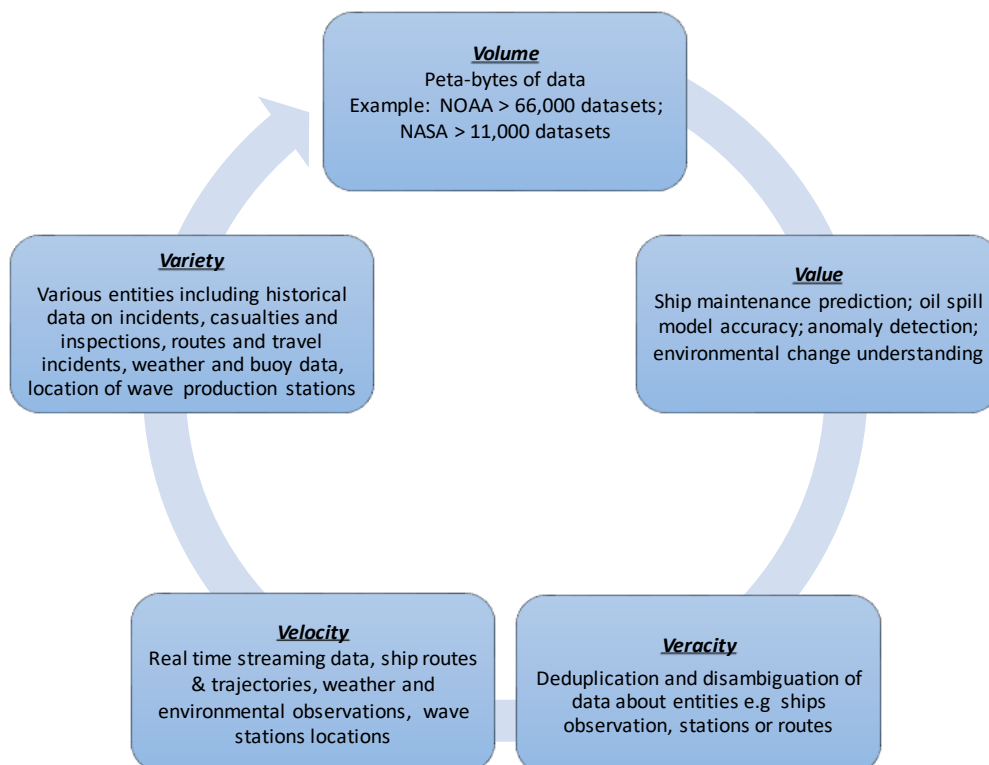 Volume
Peta-bytes of data
Example: NOAA > 66,000 datasets;
NASA > 11,000 datasets
Value
Ship maintenance prediction; oil spill
model accuracy; anomaly detection;
environmental change understanding
Veracity
Deduplication and disambiguation of
data about entities e.g ships
observation, stations or routes
Velocity
Real time streaming data, ship routes
& trajectories, weather and
environmental observations, wave
stations locations
Variety
Various entities including historical
data on incidents, casualties and
inspections, routes and travel
incidents, weather and buoy data,
location of wave production stations